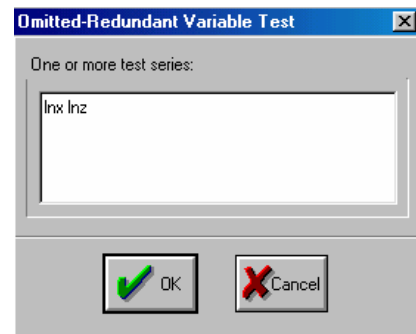 Omitted-Redundant Variable Test
One or more test series:
lnx lnz
OK
Cancel